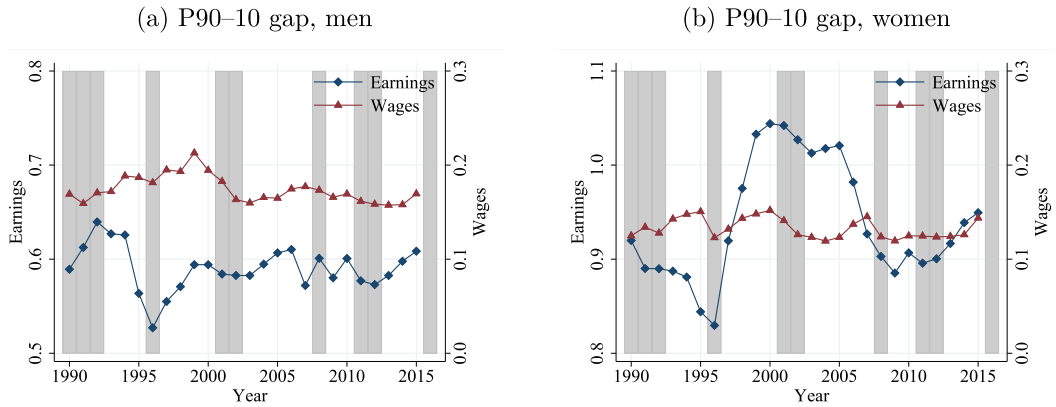 (a) P90–10 gap, men
0.8
0.7
0.6
0.5
Earnings
0.3
0.2
0.1
0.0
Wages
Earnings
Wages
1990 1995 2000 2005 2010 2015
Year
(b) P90–10 gap, women
1.1
1.0
0.9
0.8
Earnings
0.3
0.2
0.1
0.0
Wages
Earnings
Wages
1990 1995 2000 2005 2010 2015
Year